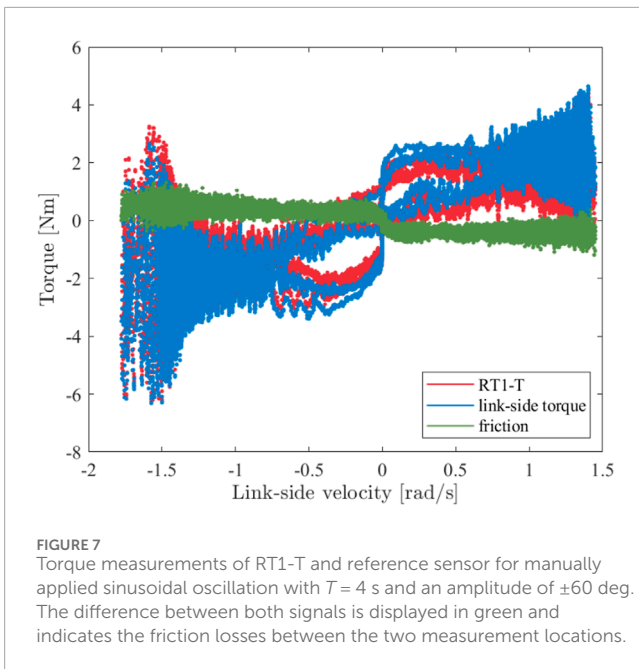 6
4
2
0
-2
-4
-6
-8
Torque [Nm]
RT1-T
link-side torque
friction
-2 -1.5 -1 -0.5 0 0.5 1 1.5
Link-side velocity [rad/s]
FIGURE 7
Torque measurements of RT1-T and reference sensor for manually
applied sinusoidal oscillation with T = 4 s and an amplitude of ±60 deg.
The difference between both signals is displayed in green and
indicates the friction losses between the two measurement locations.